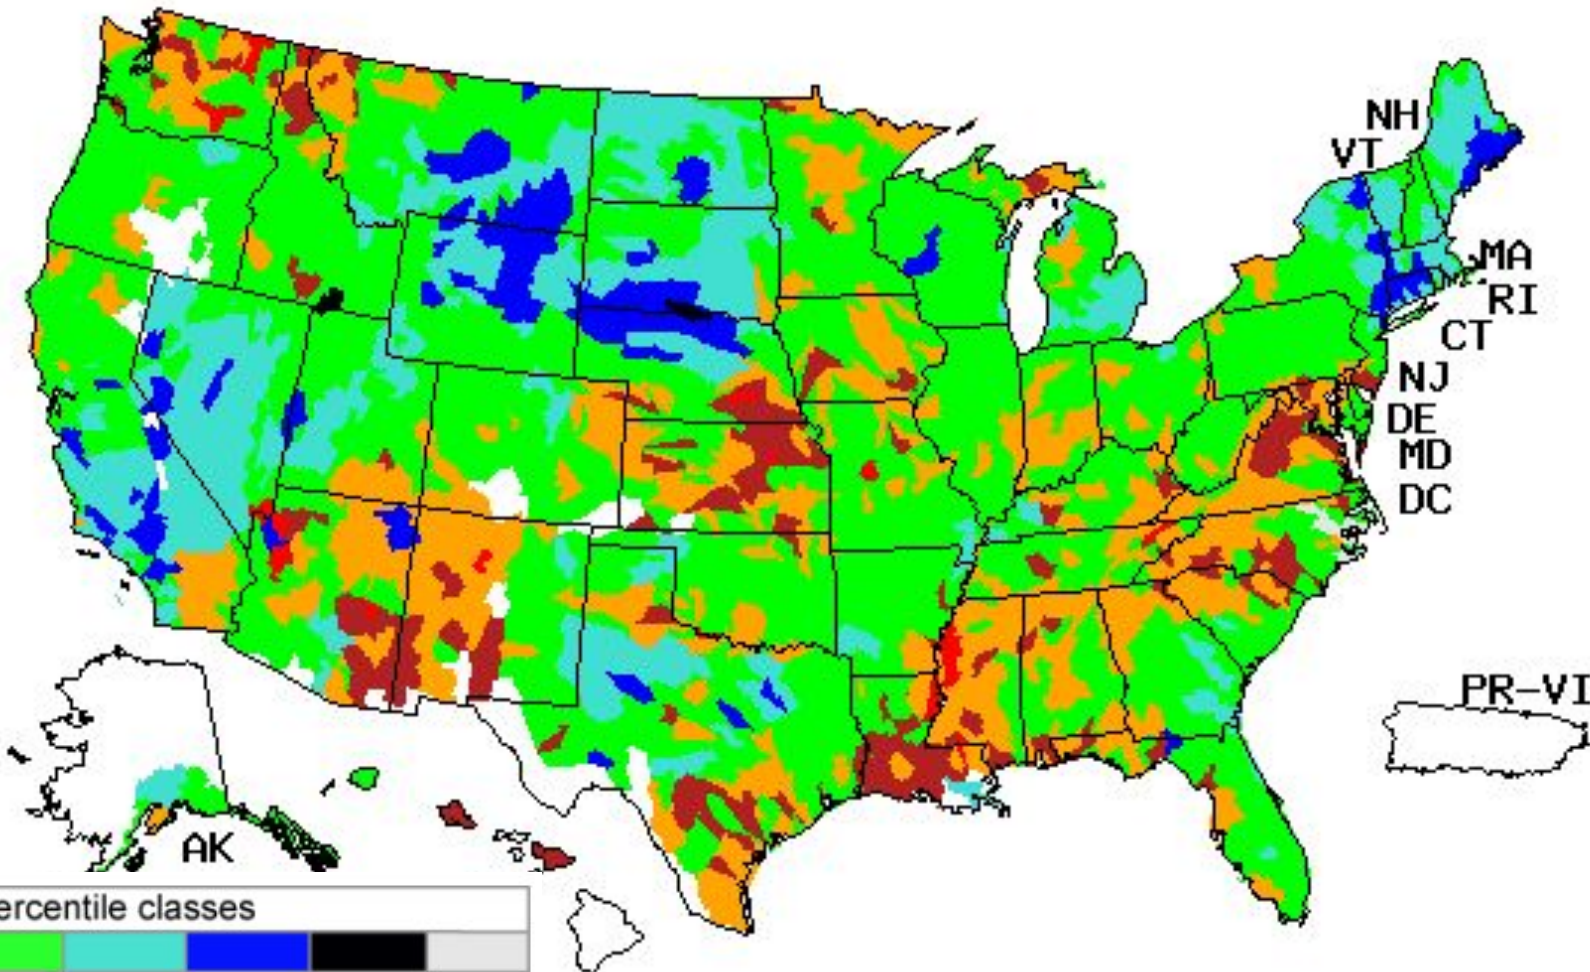 NH
VT
MA
RI
CT
NJ
DE
MD
DC
PR-VI
AK
ercentile classes